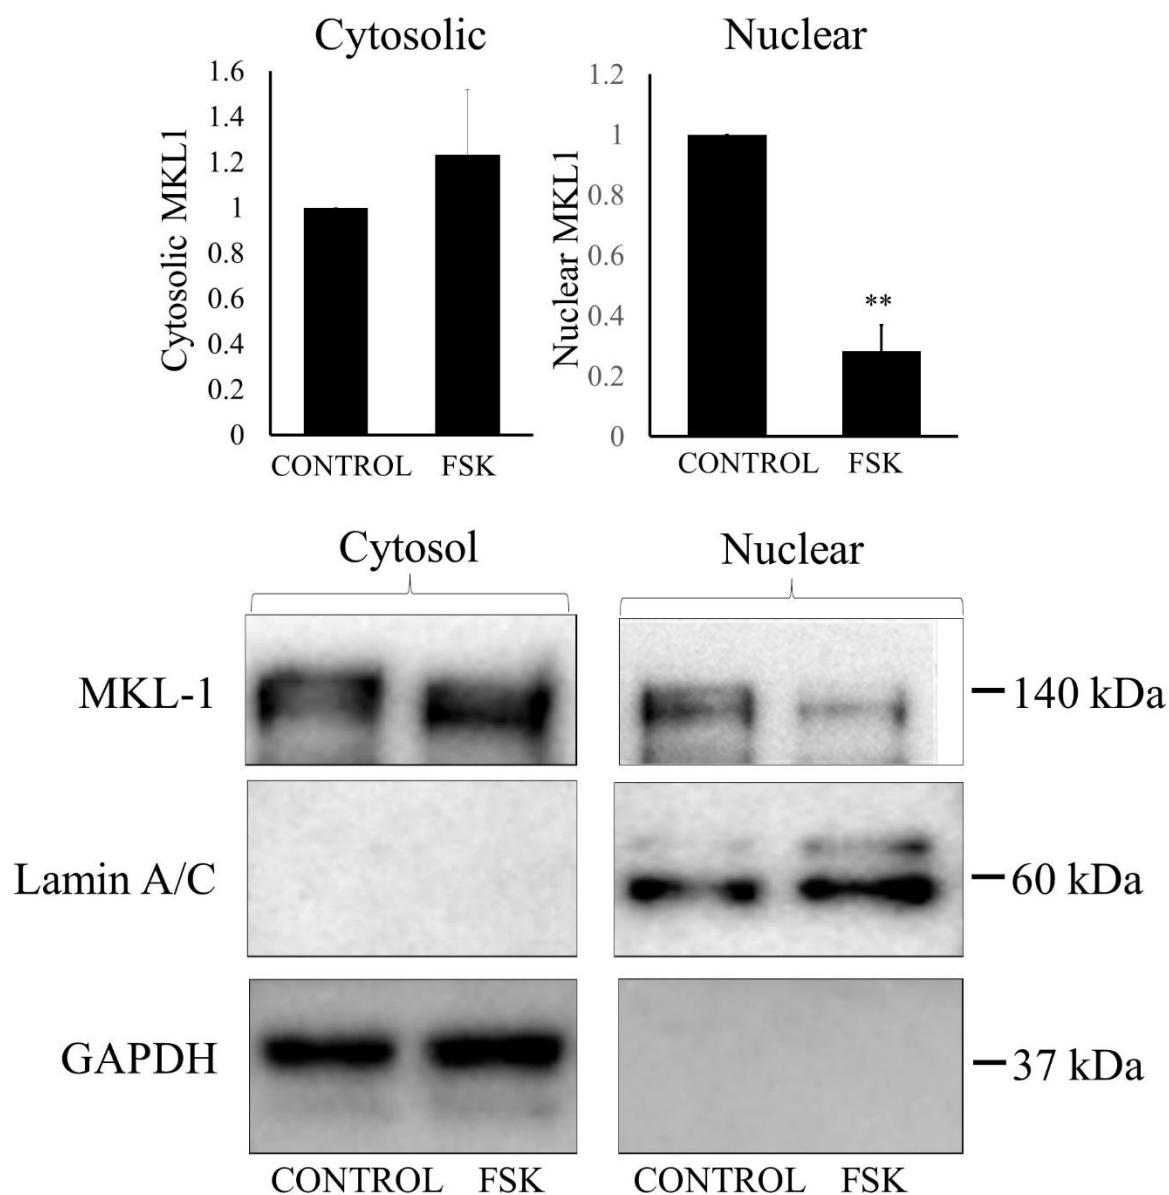 Cytosolic
Cytosolic MKL1
1.6
1.4
1.2
1
0.8
0.6
0.4
0.2
0
CONTROL FSK
Nuclear
Nuclear MKL1
1.2
1
0.8
0.6
0.4
0.2
0
**
CONTROL FSK
Cytosol Nuclear
MKL-1 140 kDa
Lamin A/C 60 kDa
GAPDH 37 kDa
CONTROL FSK CONTROL FSK